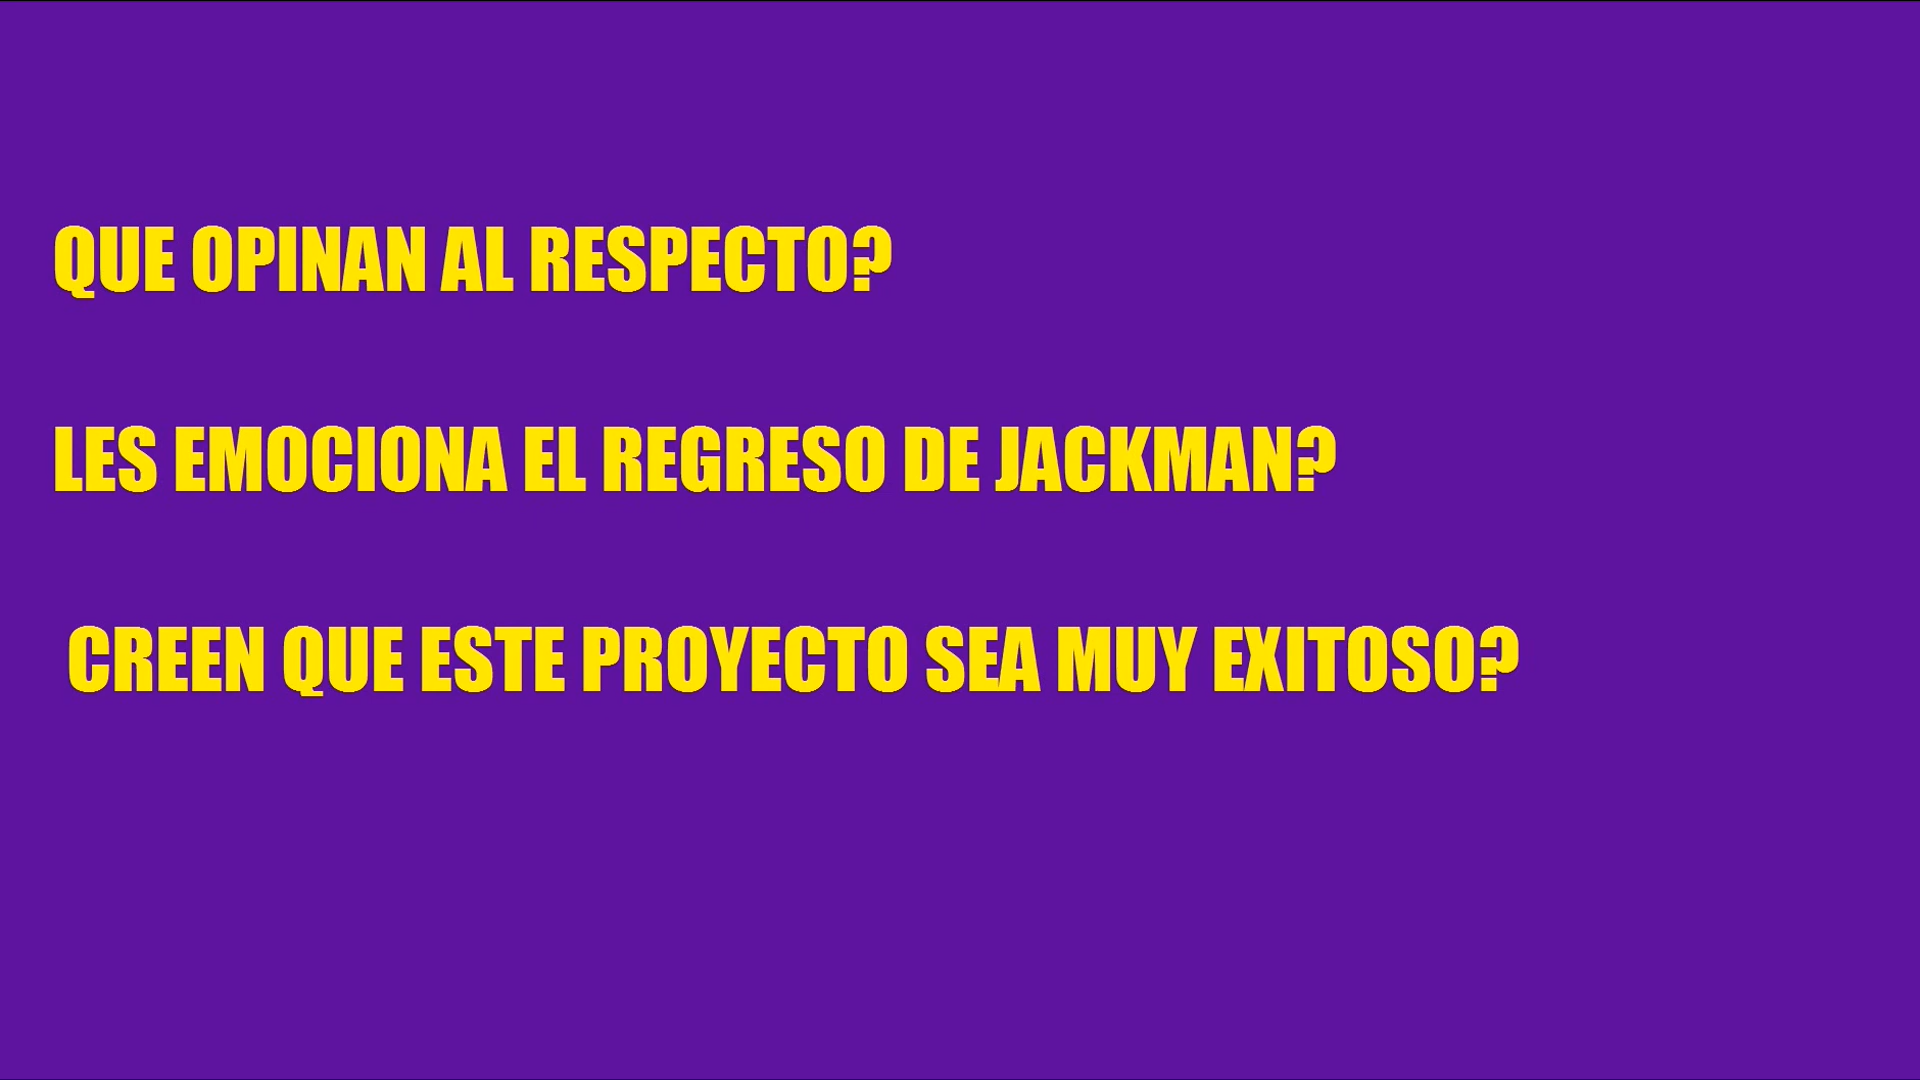 QUE OPINAN AL RESPECTO?
LES EMOCIONA EL REGRESO DE JACKMAN?
CREEN QUE ESTE PROYECTO SEA MUY EXITOSO?